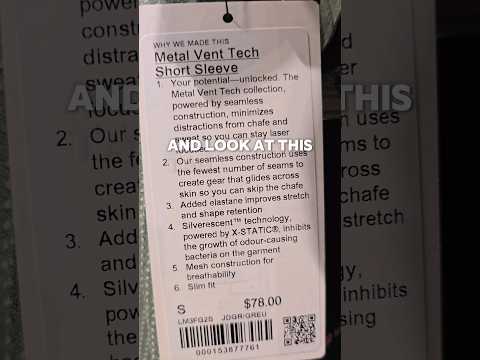 WHY WE MADE THIS
Metal Vent Tech
Short Sleeve
1. Your potential—unlocked. The
Metal Vent Tech collection,
powered by seamless
construction, minimizes
distractions from chafe and
sweat so you can stay laser
AND LOOK AT THIS
2. Our seamless construction uses
the fewest number of seams to
create gear that glides across
skin so you can skip the chafe
3. Added elastane improves stretch
and shape retention
4. Silverescent™ technology,
powered by X-STATIC®, inhibits
the growth of odour-causing
bacteria on the garment
5. Mesh construction for
breathability
6. Slim fit
S
$78.00
LM3FG2S JDGR/GREU
000153877761